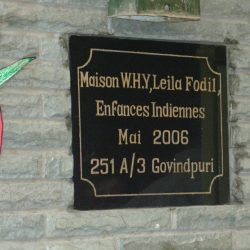 Maison W.H.Y, Leila Fodil,
Enfances Indiennes
Mai 2006
251 A/3 Govindpuri